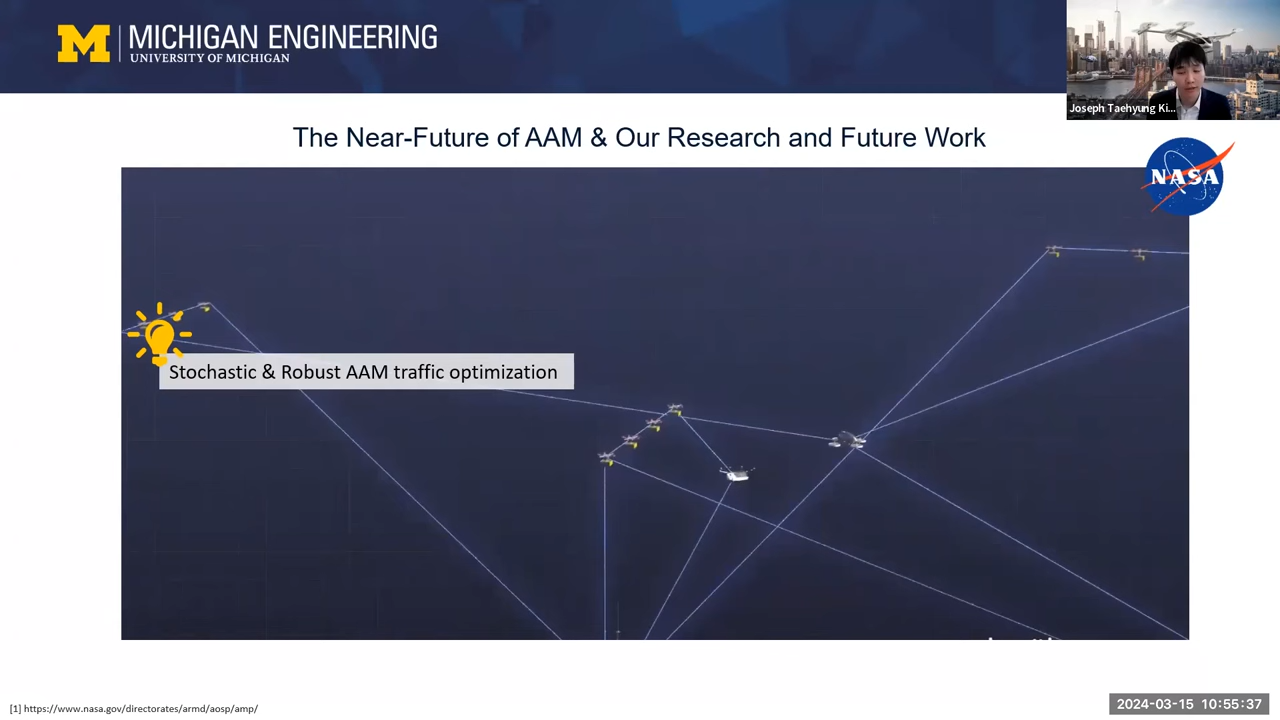 M MICHIGAN ENGINEERING
UNIVERSITY OF MICHIGAN
Joseph Taehyung Ki...
The Near-Future of AAM & Our Research and Future Work
NASA
Stochastic & Robust AAM traffic optimization
[1] https://www.nasa.gov/directorates/armd/aosp/amp/
2024-03-15 10:55:37